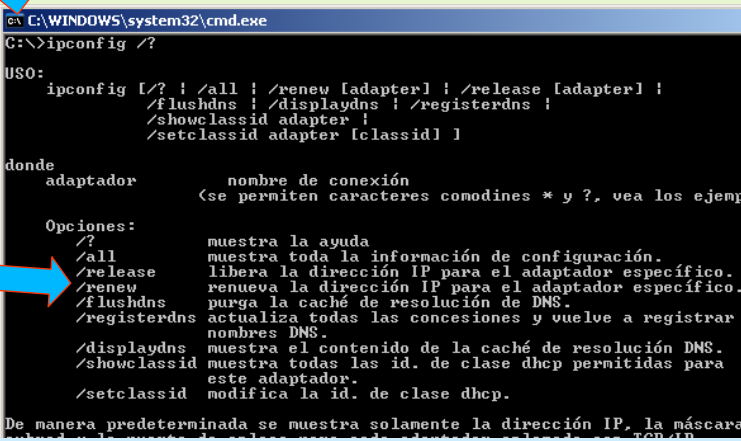 C:\WINDOWS\system32\cmd.exe
C:\>ipconfig /?
USO:
ipconfig [/? | /all | /renew [adapter] | /release [adapter] |
/flushdns | /displaydns | /registerdns |
/showclassid adapter |
/setclassid adapter [classid] ]
donde
adaptador nombre de conexión
(se permiten caracteres comodines * y ?, vea los ejemp
Opciones:
/? muestra la ayuda
/all muestra toda la información de configuración.
/release libera la dirección IP para el adaptador específico.
/renew renueva la dirección IP para el adaptador específico.
/flushdns purga la caché de resolución de DNS.
/registerdns actualiza todas las concesiones y vuelve a registrar
nombres DNS.
/displaydns muestra el contenido de la caché de resolución DNS.
/showclassid muestra todas las id. de clase dhcp permitidas para
este adaptador.
/setclassid modifica la id. de clase dhcp.
De manera predeterminada se muestra solamente la dirección IP, la máscara